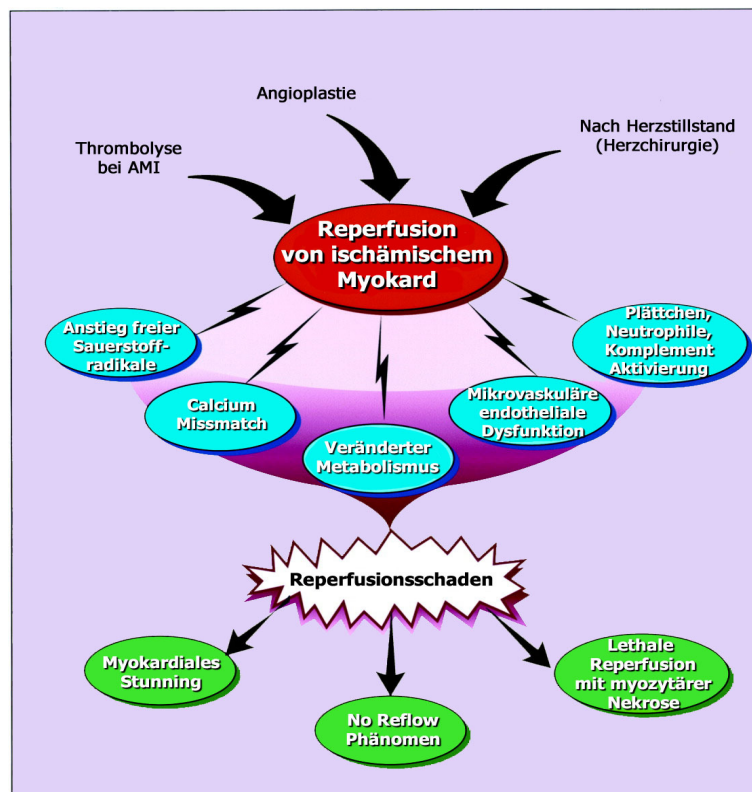 Angioplastie
Thrombolyse
bei AMI
Nach Herzstillstand
(Herzchirurgie)
Reperfusion
von ischämischem
Myokard
Anstieg freier
Sauerstoff-
radikale
Calcium
Missmatch
Veränderter
Metabolismus
Mikrovaskuläre
endotheliale
Dysfunktion
Plättchen,
Neutrophile,
Komplement
Aktivierung
Reperfusionsschaden
Myokardiales
Stunning
No Reflow
Phänomen
Lethale
Reperfusion
mit myozytärer
Nekrose